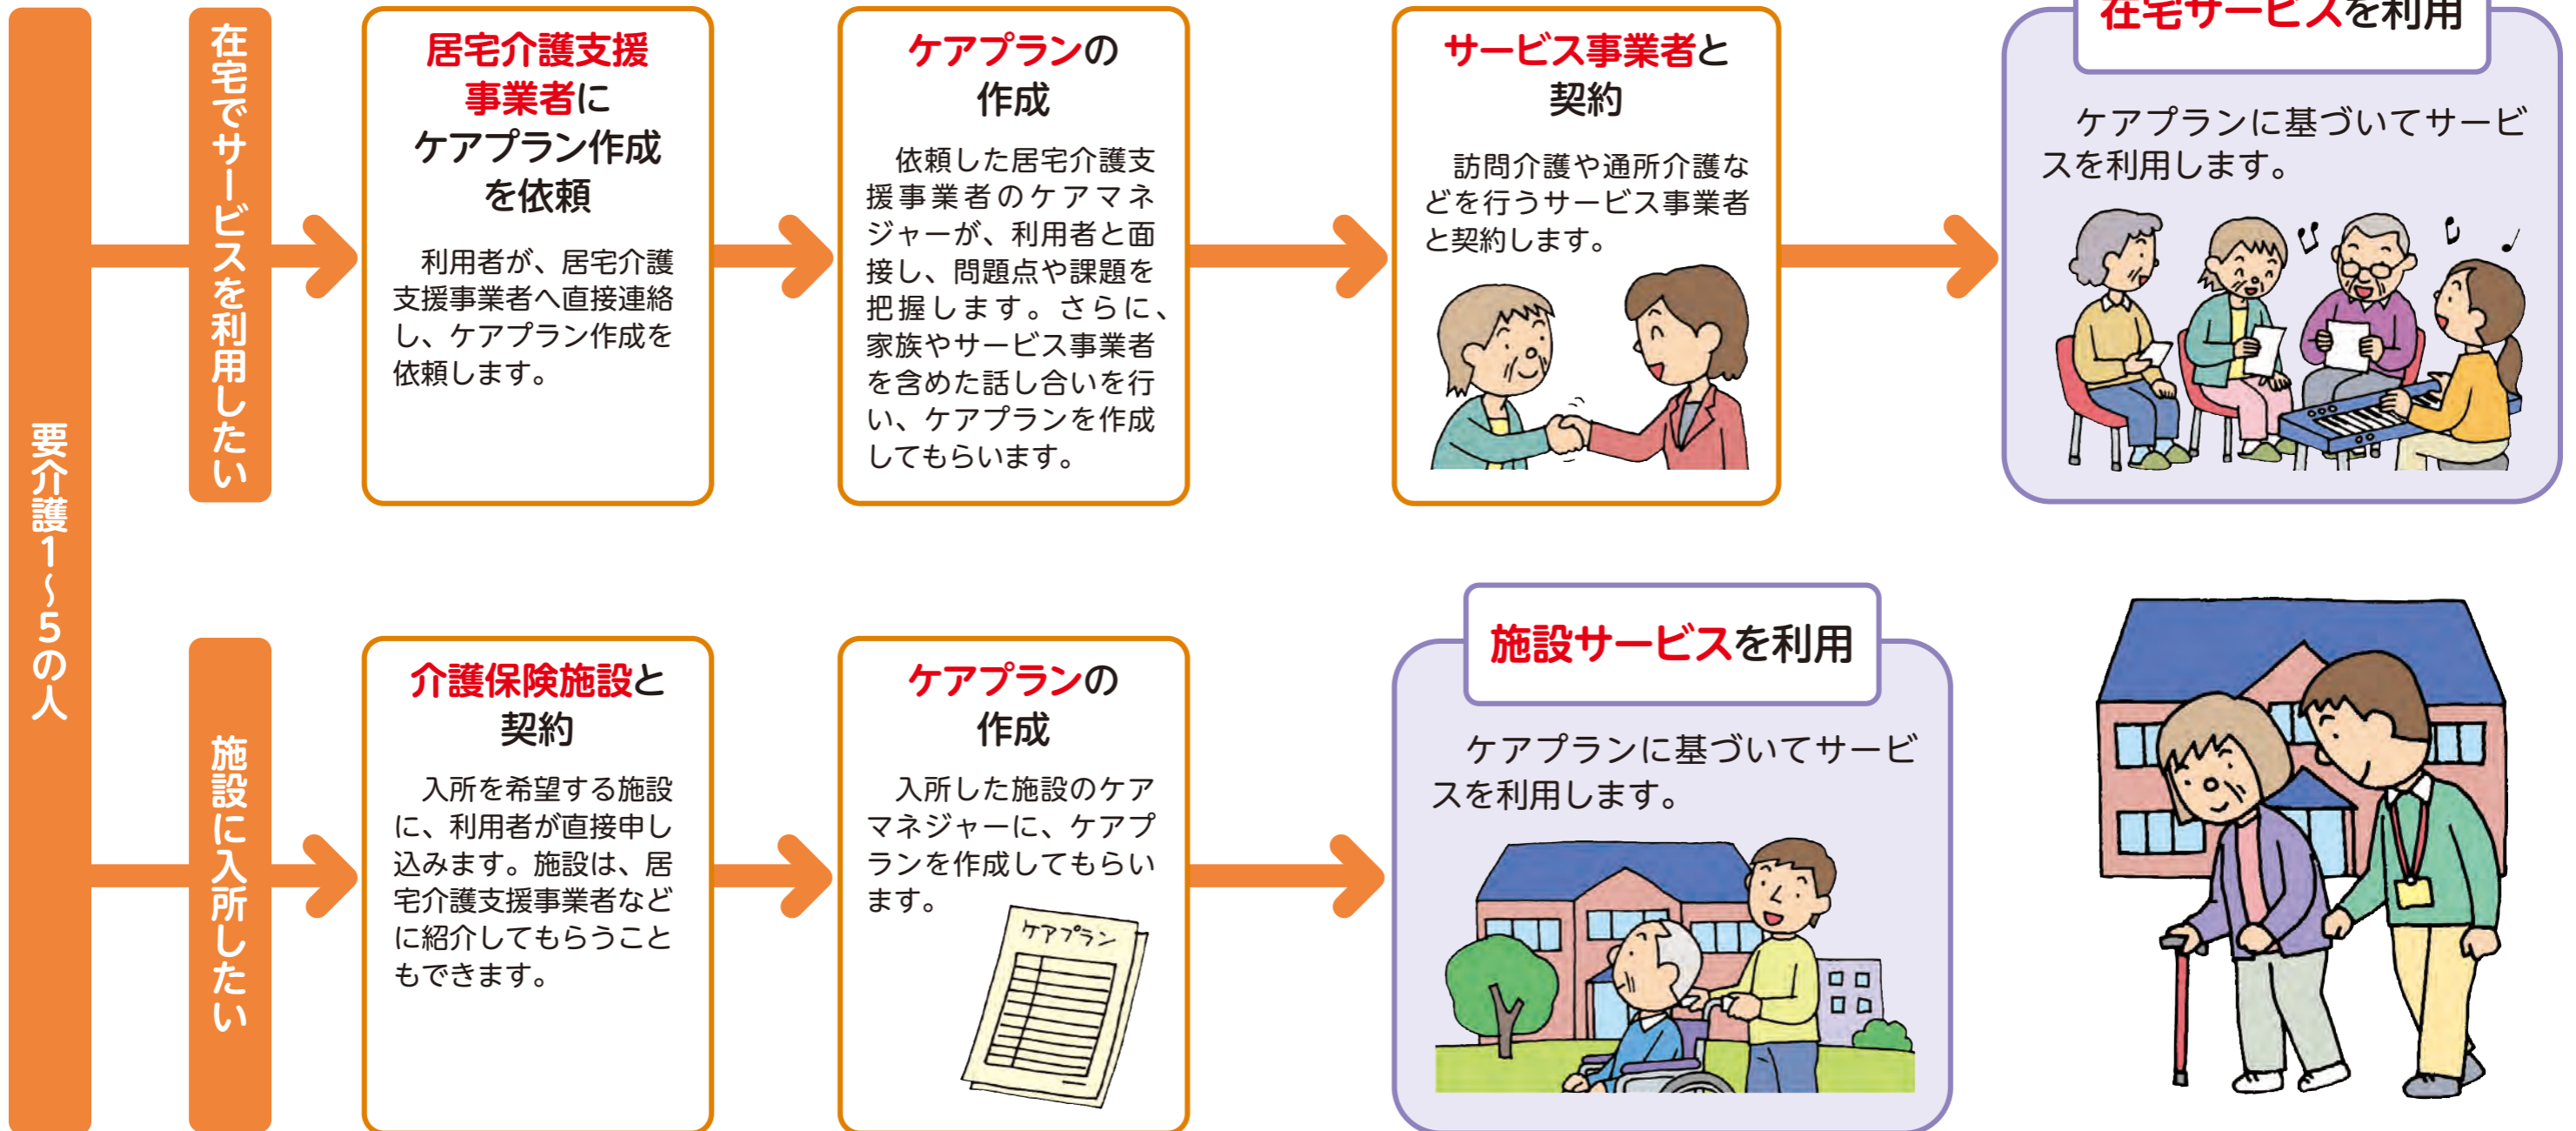 要介護1～5の人
在宅でサービスを利用したい
居宅介護支援
事業者に
ケアプラン作成
を依頼
利用者が、居宅介護
支援事業者へ直接連絡
し、ケアプラン作成を
依頼します。
ケアプランの
作成
依頼した居宅介護支
援事業者のケアマネ
ジャーが、利用者と面
接し、問題点や課題を
把握します。さらに、
家族やサービス事業者
を含めた話し合いを行
い、ケアプランを作成
してもらいます。
サービス事業者と
契約
訪問介護や通所介護な
どを行うサービス事業者
と契約します。
在宅サービスを利用
ケアプランに基づいてサービ
スを利用します。
施設に入所したい
介護保険施設と
契約
入所を希望する施設
に、利用者が直接申し
込みます。施設は、居
宅介護支援事業者など
に紹介してもらうこと
もできます。
ケアプランの
作成
入所した施設のケア
マネジャーに、ケアプ
ランを作成してもらい
ます。
ケアプラン
施設サービスを利用
ケアプランに基づいてサービ
スを利用します。